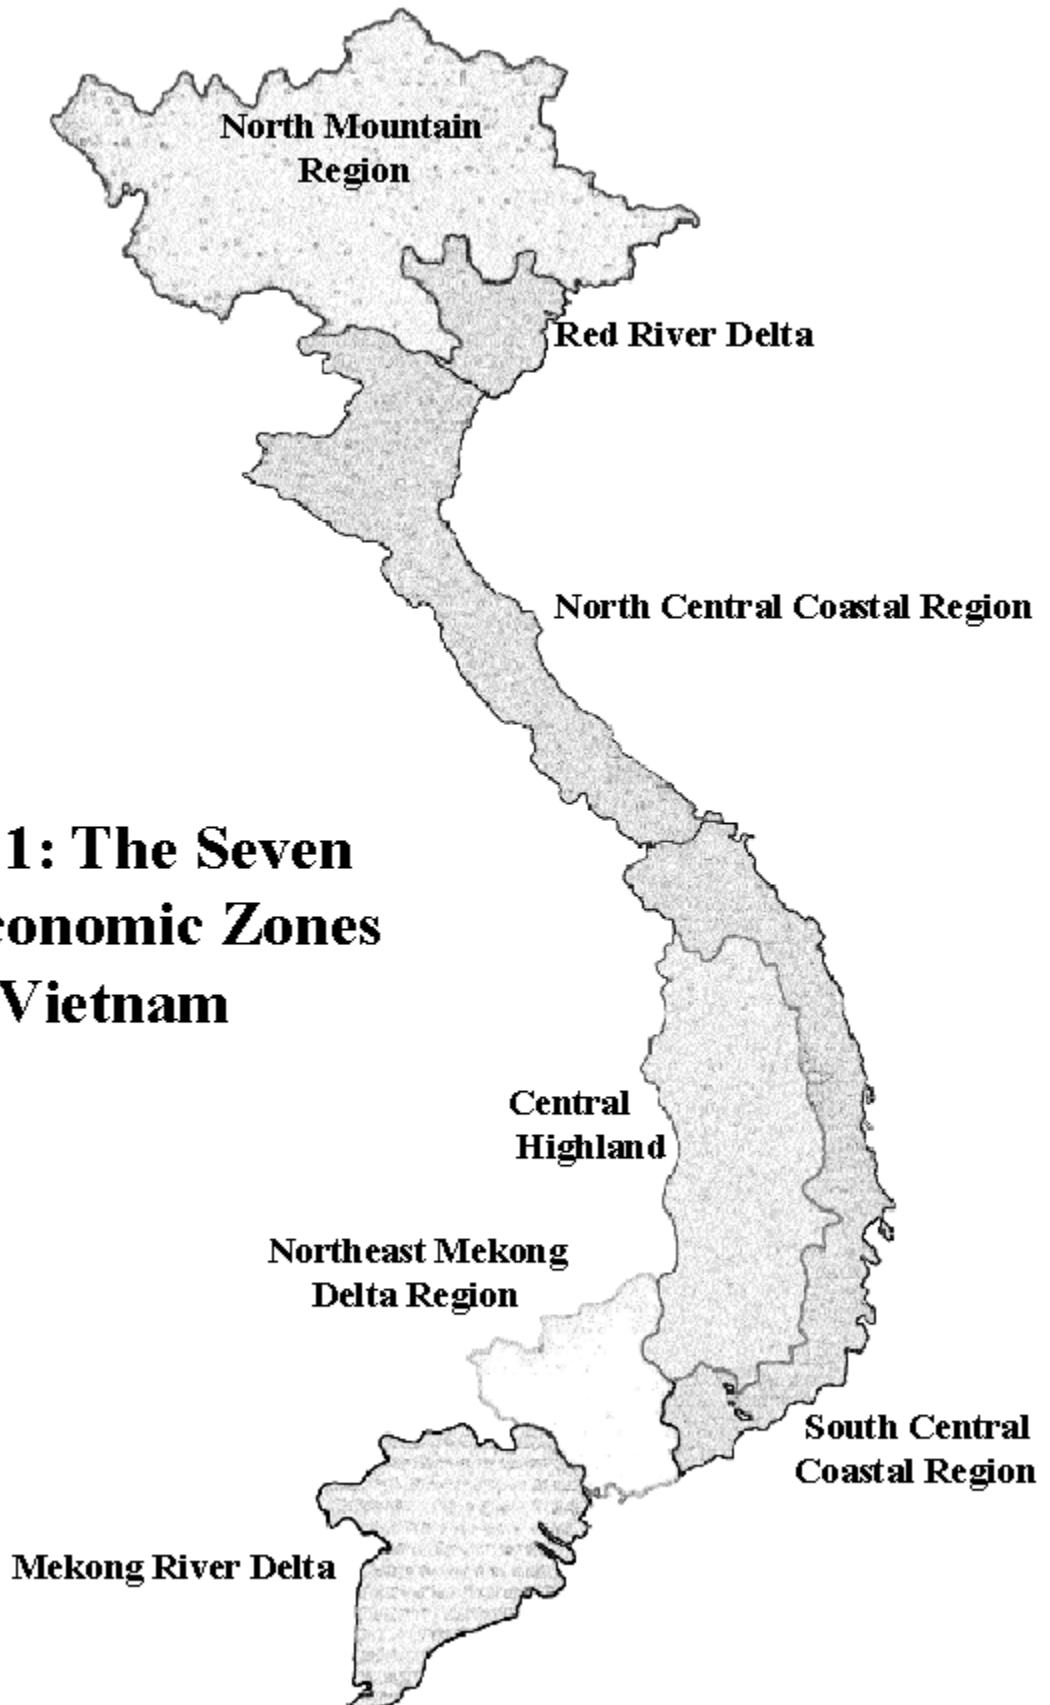 North Mountain
Region
Red River Delta
North Central Coastal Region
1: The Seven
conomic Zones
Vietnam
Central
Highland
Northeast Mekong
Delta Region
South Central
Coastal Region
Mekong River Delta